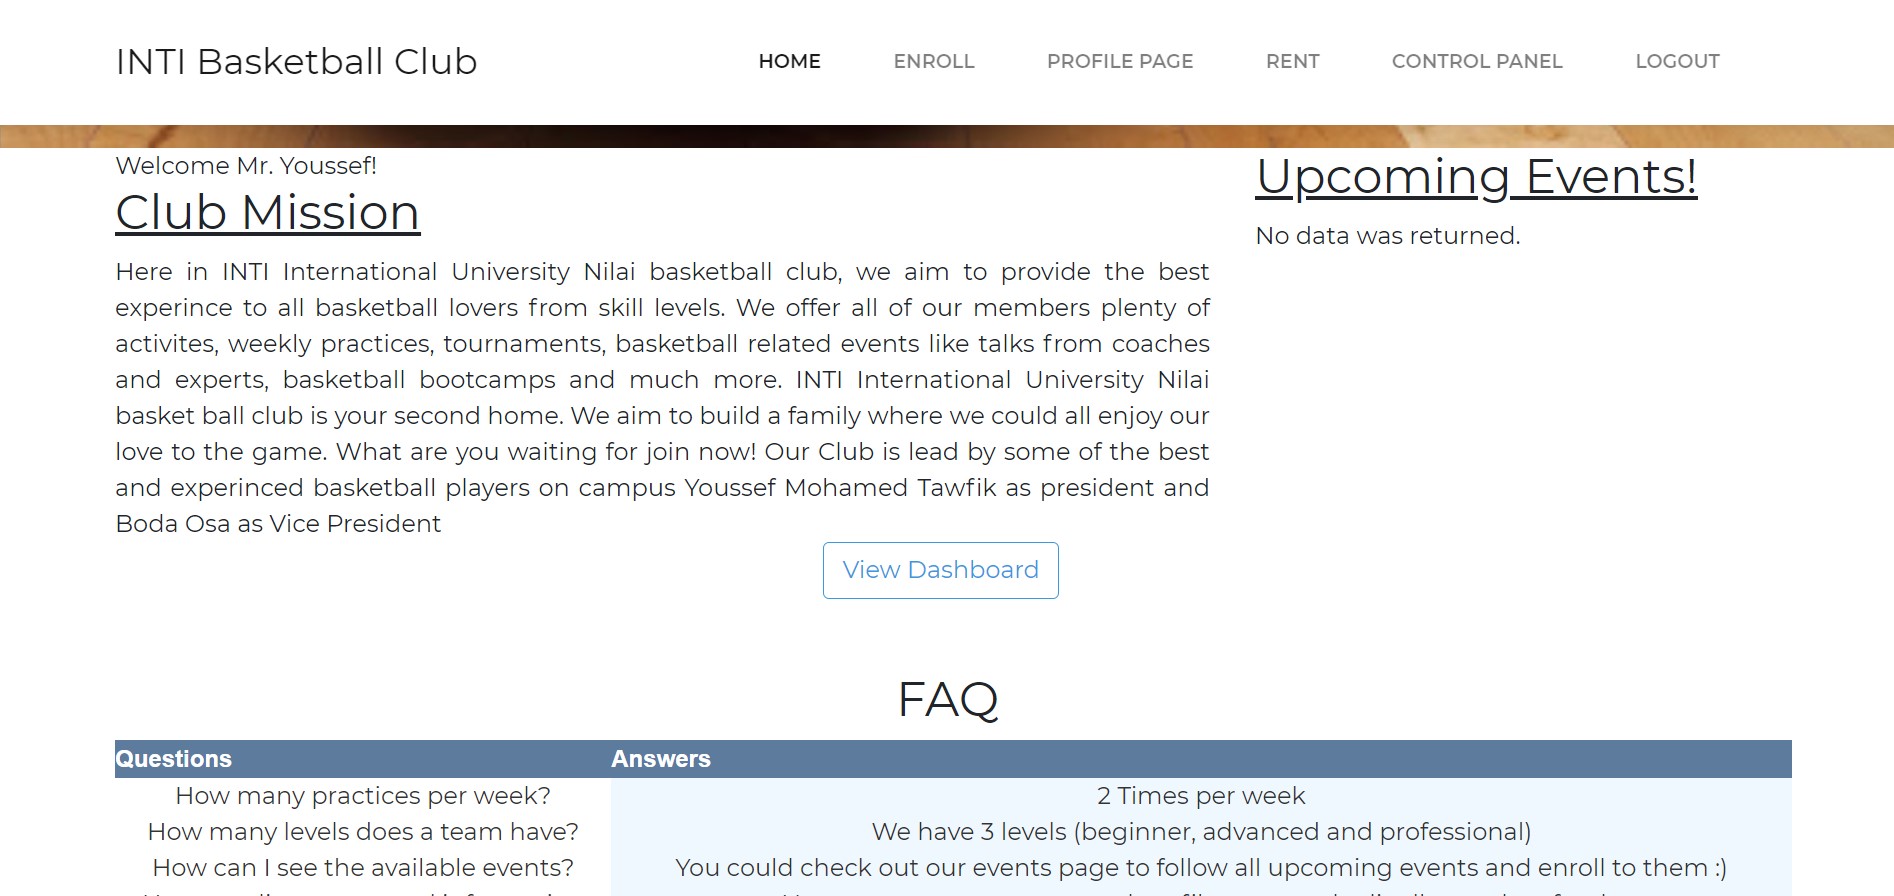 INTI Basketball Club
HOME
ENROLL
PROFILE PAGE
RENT
CONTROL PANEL
LOGOUT
Welcome Mr. Youssef!
Club Mission
Here in INTI International University Nilai basketball club, we aim to provide the best
experince to all basketball lovers from skill levels. We offer all of our members plenty of
activites, weekly practices, tournaments, basketball related events like talks from coaches
and experts, basketball bootcamps and much more. INTI International University Nilai
basket ball club is your second home. We aim to build a family where we could all enjoy our
love to the game. What are you waiting for join now! Our Club is lead by some of the best
and experinced basketball players on campus Youssef Mohamed Tawfik as president and
Boda Osa as Vice President
Upcoming Events!
No data was returned.
View Dashboard
FAQ
Questions Answers
How many practices per week? 2 Times per week
How many levels does a team have? We have 3 levels (beginner, advanced and professional)
How can I see the available events? You could check out our events page to follow all upcoming events and enroll to them :)